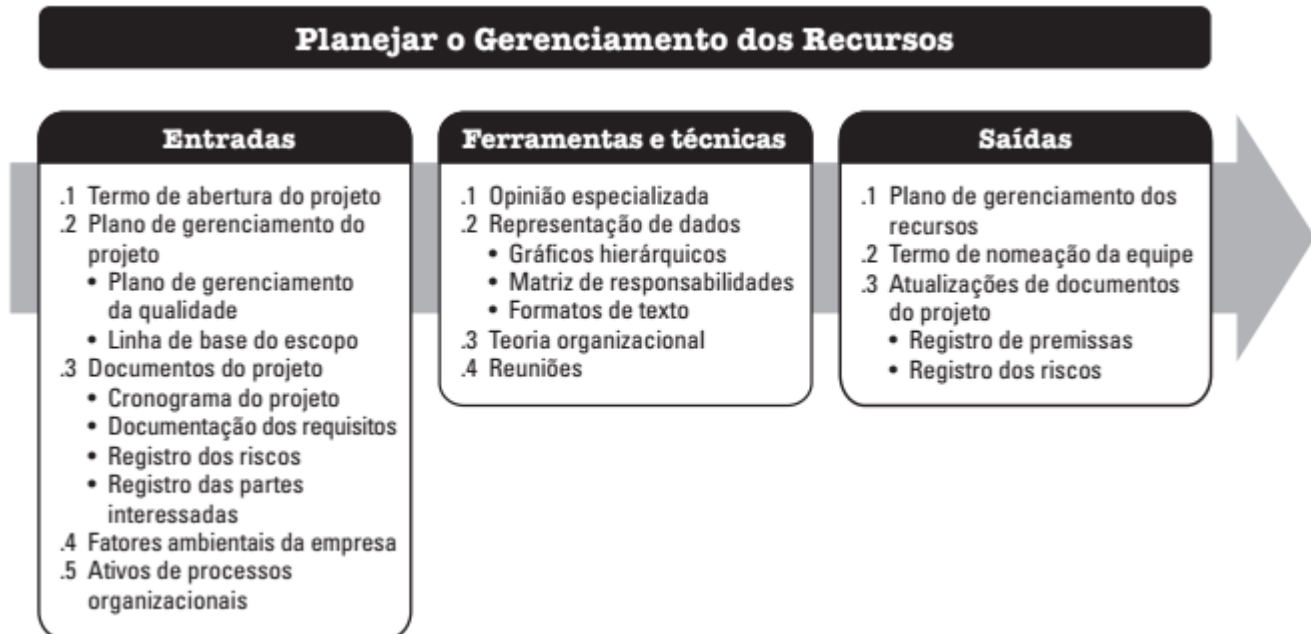 Planejar o Gerenciamento dos Recursos
Entradas
.1 Termo de abertura do projeto
.2 Plano de gerenciamento do
projeto
• Plano de gerenciamento
da qualidade
• Linha de base do escopo
.3 Documentos do projeto
• Cronograma do projeto
• Documentação dos requisitos
• Registro dos riscos
• Registro das partes
interessadas
.4 Fatores ambientais da empresa
.5 Ativos de processos
organizacionais
Ferramentas e técnicas
.1 Opinião especializada
.2 Representação de dados
• Gráficos hierárquicos
• Matriz de responsabilidades
• Formatos de texto
.3 Teoria organizacional
.4 Reuniões
Saídas
.1 Plano de gerenciamento dos
recursos
.2 Termo de nomeação da equipe
.3 Atualizações de documentos
do projeto
• Registro de premissas
• Registro dos riscos